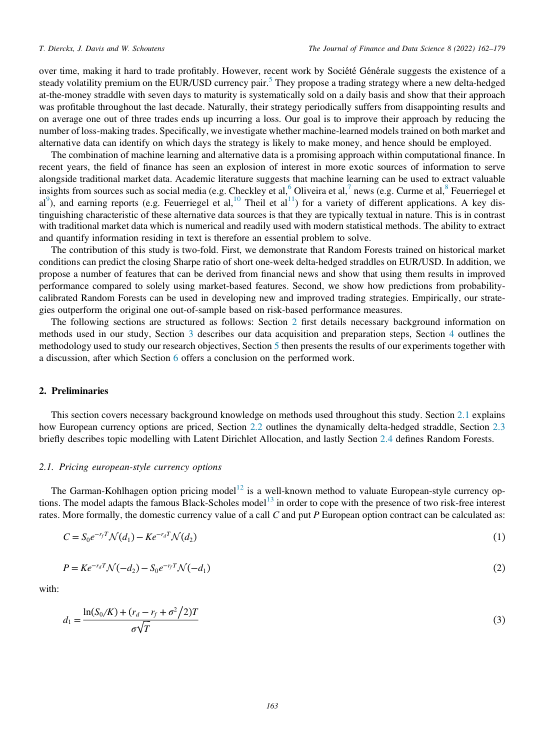 T. Diercks, J. Davis and W. Schoutens
The Journal of Finance and Data Science 8 (2022) 162–179
over time, making it hard to trade profitably. However, recent work by Société Générale suggests the existence of a
steady volatility premium on the EUR/USD currency pair.5 They propose a trading strategy where a new delta-hedged
at-the-money straddle with seven days to maturity is systematically sold on a daily basis and show that their approach
was profitable throughout the last decade. Naturally, their strategy periodically suffers from disappointing results and
on average one out of three trades ends up incurring a loss. Our goal is to improve their approach by reducing the
number of loss-making trades. Specifically, we investigate whether machine-learned models trained on both market and
alternative data can identify on which days the strategy is likely to make money, and hence should be employed.
The combination of machine learning and alternative data is a promising approach within computational finance. In
recent years, the field of finance has seen an explosion of interest in more exotic sources of information to serve
alongside traditional market data. Academic literature suggests that machine learning can be used to extract valuable
insights from sources such as social media (e.g. Checkley et al,6 Oliveira et al,7 news (e.g. Curme et al,8 Feuerriegel et
al9), and earning reports (e.g. Feuerriegel et al,10 Theil et al11) for a variety of different applications. A key dis-
tinguishing characteristic of these alternative data sources is that they are typically textual in nature. This is in contrast
with traditional market data which is numerical and readily used with modern statistical methods. The ability to extract
and quantify information residing in text is therefore an essential problem to solve.
The contribution of this study is two-fold. First, we demonstrate that Random Forests trained on historical market
conditions can predict the closing Sharpe ratio of short one-week delta-hedged straddles on EUR/USD. In addition, we
propose a number of features that can be derived from financial news and show that using them results in improved
performance compared to solely using market-based features. Second, we show how predictions from probability-
calibrated Random Forests can be used in developing new and improved trading strategies. Empirically, our strate-
gies outperform the original one out-of-sample based on risk-based performance measures.
The following sections are structured as follows: Section 2 first details necessary background information on
methods used in our study, Section 3 describes our data acquisition and preparation steps, Section 4 outlines the
methodology used to study our research objectives, Section 5 then presents the results of our experiments together with
a discussion, after which Section 6 offers a conclusion on the performed work.
2. Preliminaries
This section covers necessary background knowledge on methods used throughout this study. Section 2.1 explains
how European currency options are priced, Section 2.2 outlines the dynamically delta-hedged straddle, Section 2.3
briefly describes topic modelling with Latent Dirichlet Allocation, and lastly Section 2.4 defines Random Forests.
2.1. Pricing european-style currency options
The Garman-Kohlhagen option pricing model12 is a well-known method to valuate European-style currency op-
tions. The model adapts the famous Black-Scholes model13 in order to cope with the presence of two risk-free interest
rates. More formally, the domestic currency value of a call C and put P European option contract can be calculated as:
C = S₀e^{−r_f T}𝒩(d₁) − Ke^{−r_d T}𝒩(d₂) (1)
P = Ke^{−r_d T}𝒩(−d₂) − S₀e^{−r_f T}𝒩(−d₁) (2)
with:
d₁ = (ln(S₀/K) + (r_d − r_f + σ²/2)T) / (σ√T) (3)
163